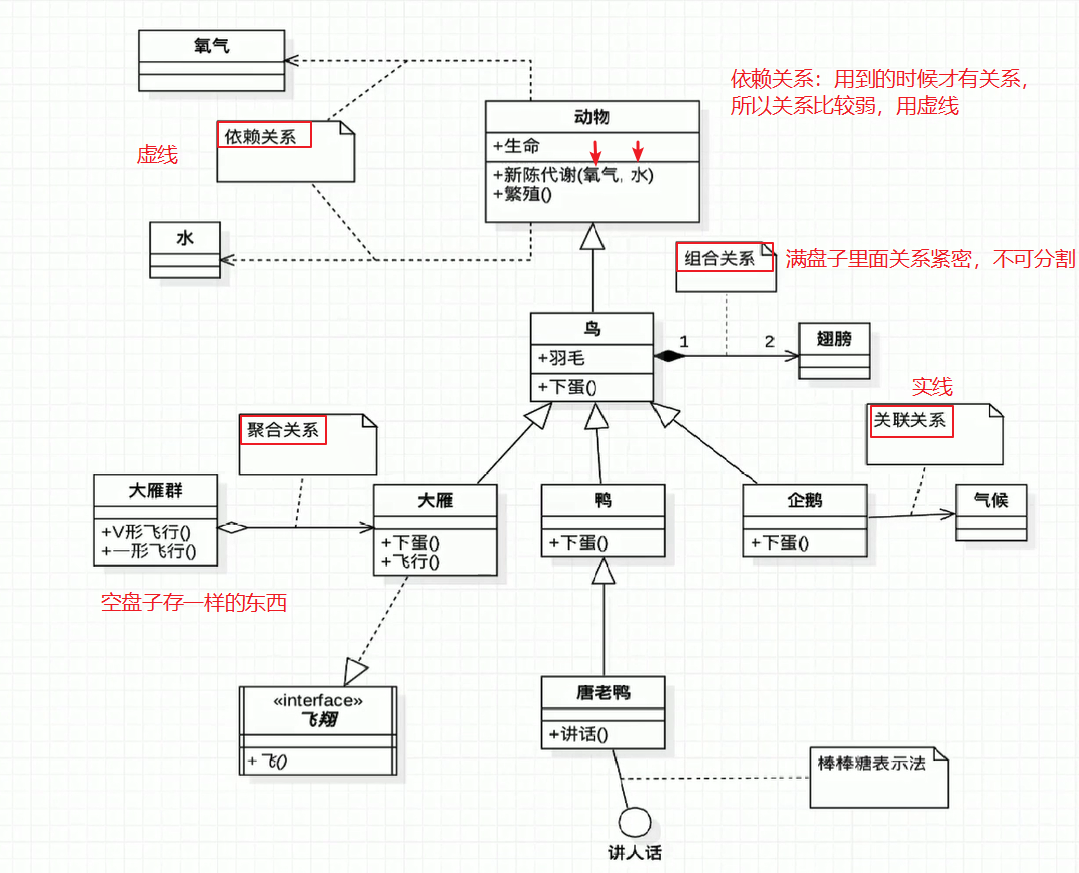 氧气
依赖关系：用到的时候才有关系，
所以关系比较弱，用虚线
动物
+生命
+新陈代谢(氧气, 水)
+繁殖()
依赖关系
虚线
水
组合关系
满盘子里面关系紧密，不可分割
鸟
+羽毛
+下蛋()
1
2
翅膀
实线
关联关系
聚合关系
大雁群
+V形飞行()
+一形飞行()
大雁
+下蛋()
+飞行()
鸭
+下蛋()
企鹅
+下蛋()
气候
空盘子存一样的东西
«interface»
飞翔
+飞()
唐老鸭
+讲话()
棒棒糖表示法
讲人话